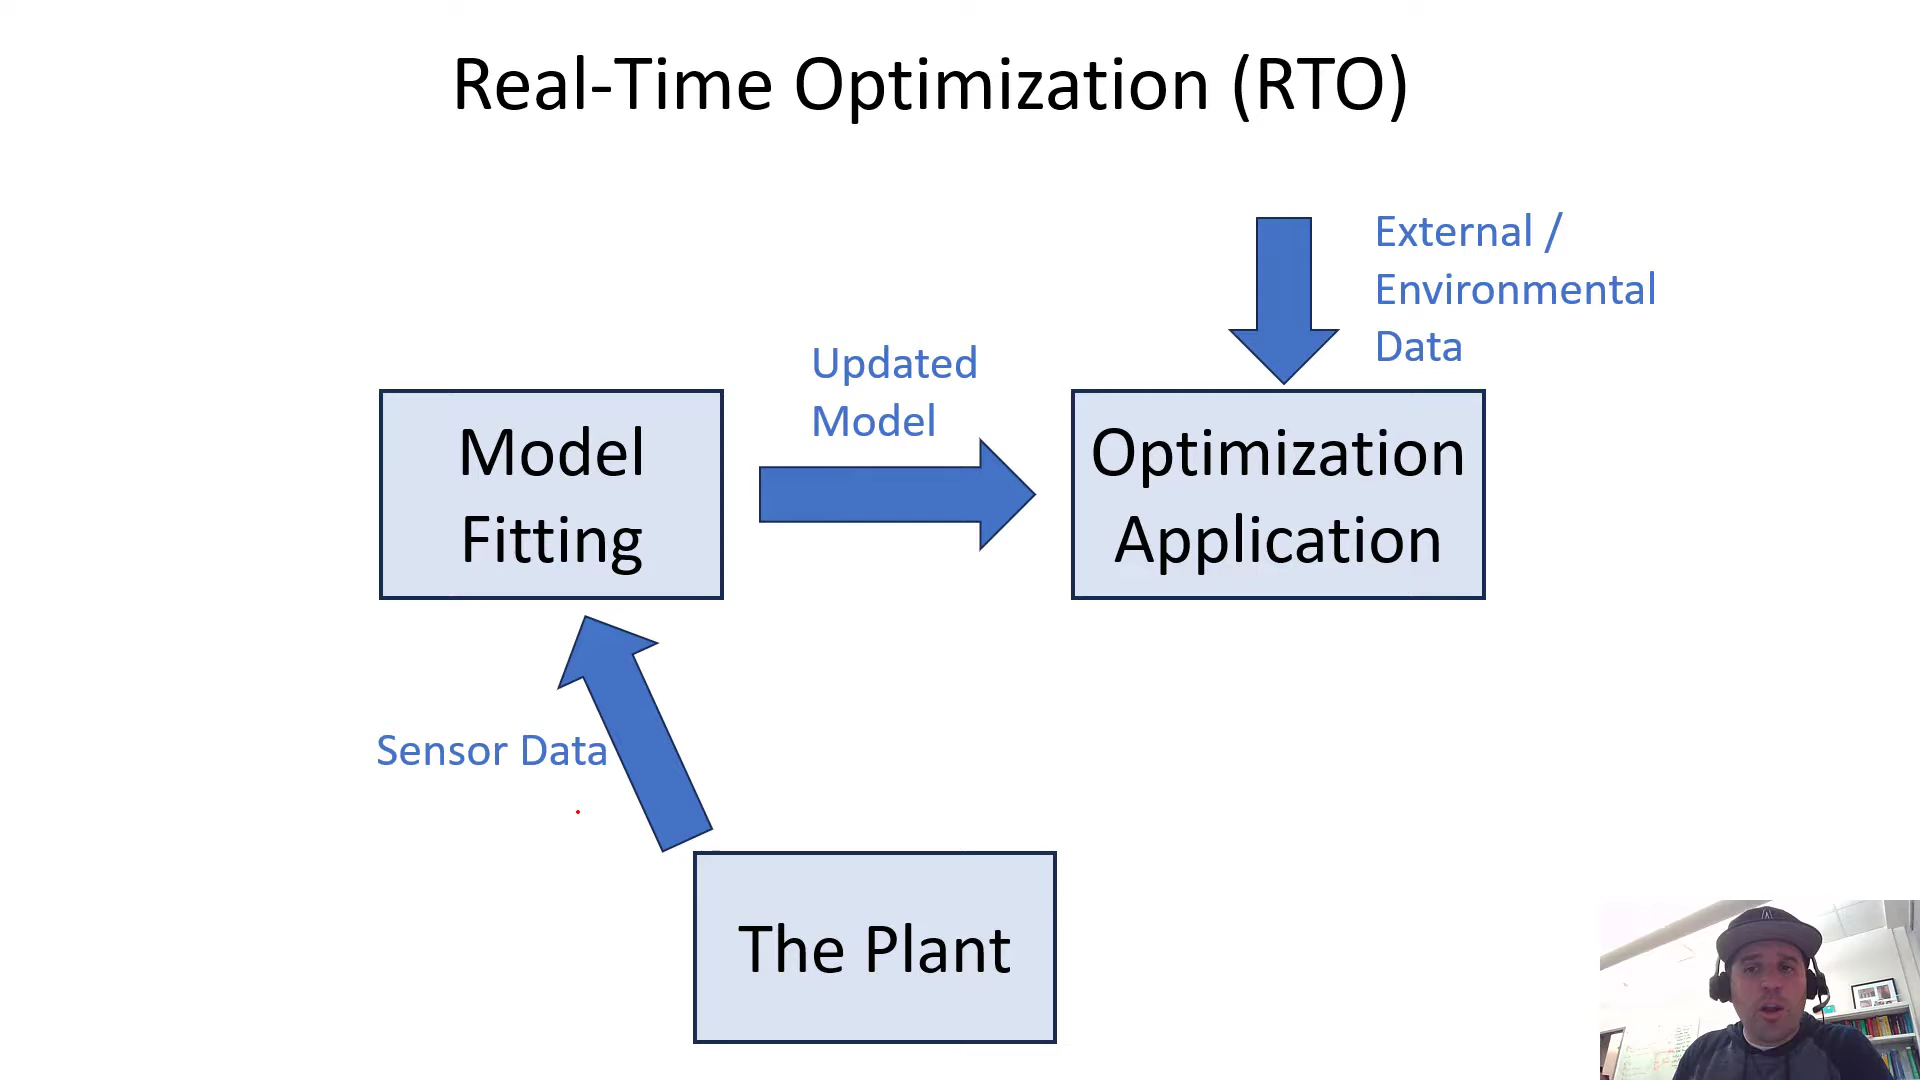 Real-Time Optimization (RTO)
External /
Environmental
Data
Updated
Model
Model
Fitting
Optimization
Application
Sensor Data
The Plant